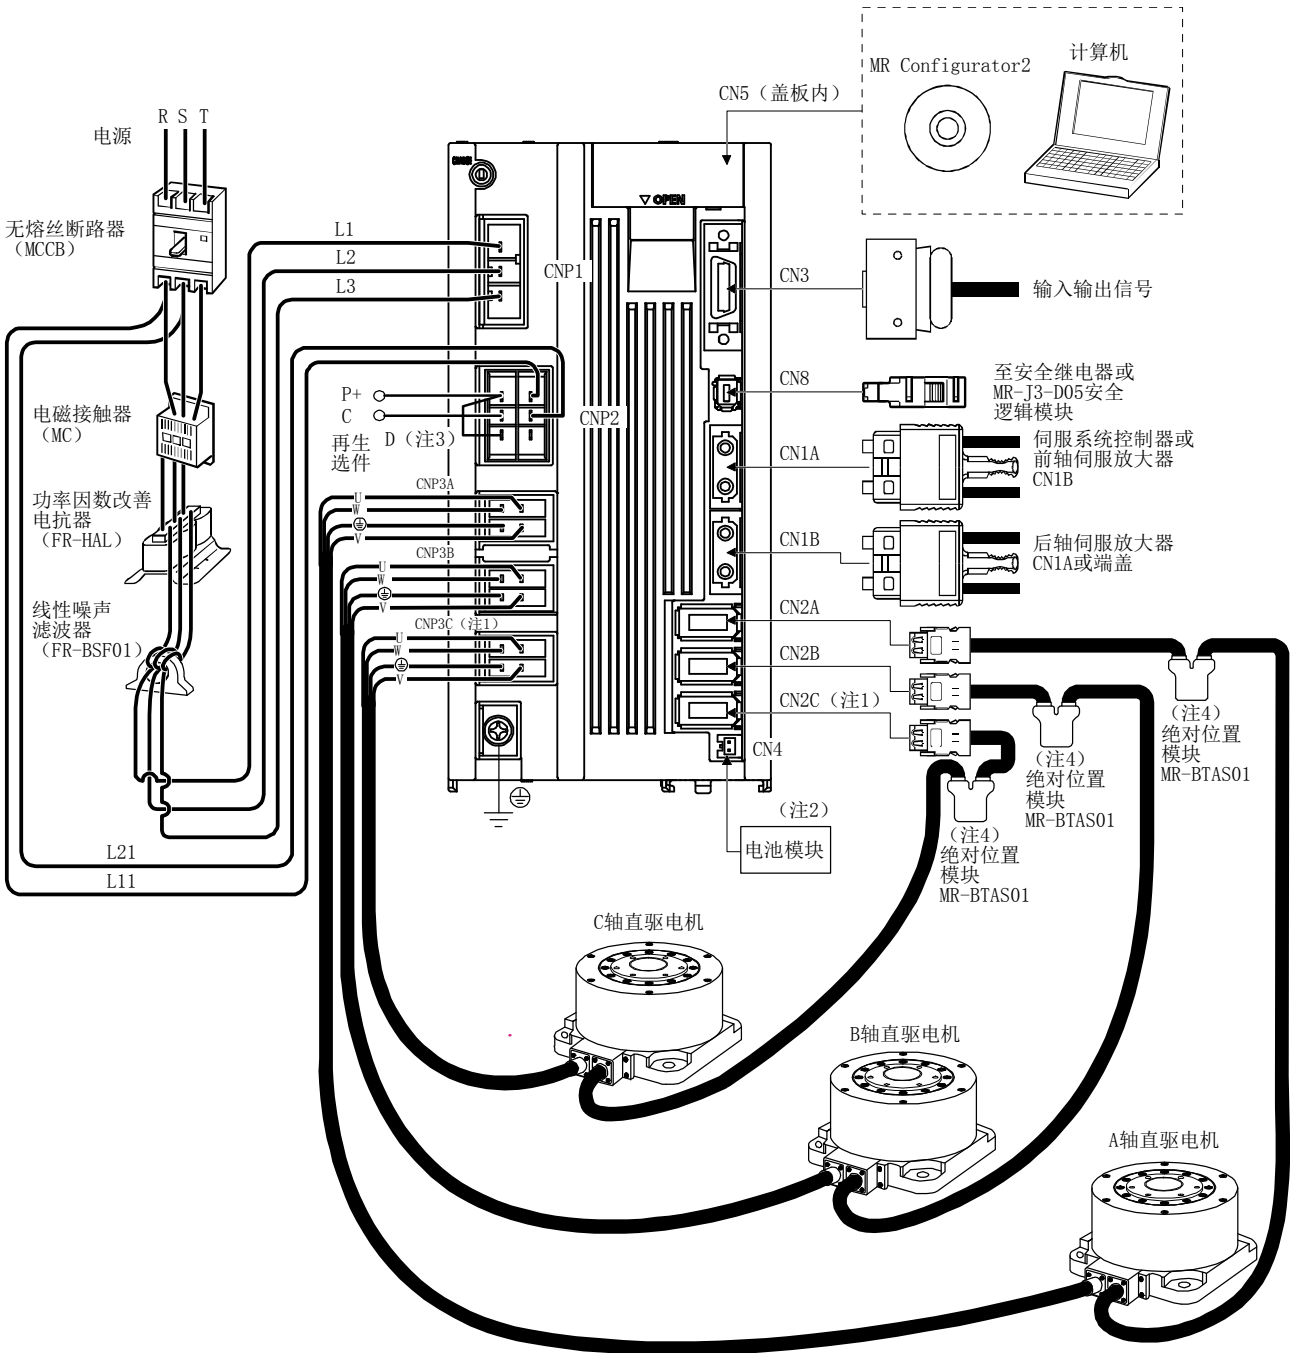 计算机
MR Configurator2
CN5（盖板内）
R S T
电源
OPEN
无熔丝断路器
（MCCB）
L1
L2
L3
CNP1
CN3
输入输出信号
CN8
至安全继电器或
MR-J3-D05安全
逻辑模块
P+
C
D（注3）
再生
选件
CNP2
电磁接触器
（MC）
CN1A
伺服系统控制器或
前轴伺服放大器
CN1B
CNP3A
U
W
V
功率因数改善
电抗器
（FR-HAL）
CN1B
后轴伺服放大器
CN1A或端盖
CNP3B
U
W
V
线性噪声
滤波器
（FR-BSF01）
CN2A
CNP3C（注1）
U
W
V
CN2B
CN2C（注1）
CN4
（注4）
绝对位置
模块
MR-BTAS01
（注4）
绝对位置
模块
MR-BTAS01
（注4）
绝对位置
模块
MR-BTAS01
（注2）
电池模块
L21
L11
C轴直驱电机
B轴直驱电机
A轴直驱电机